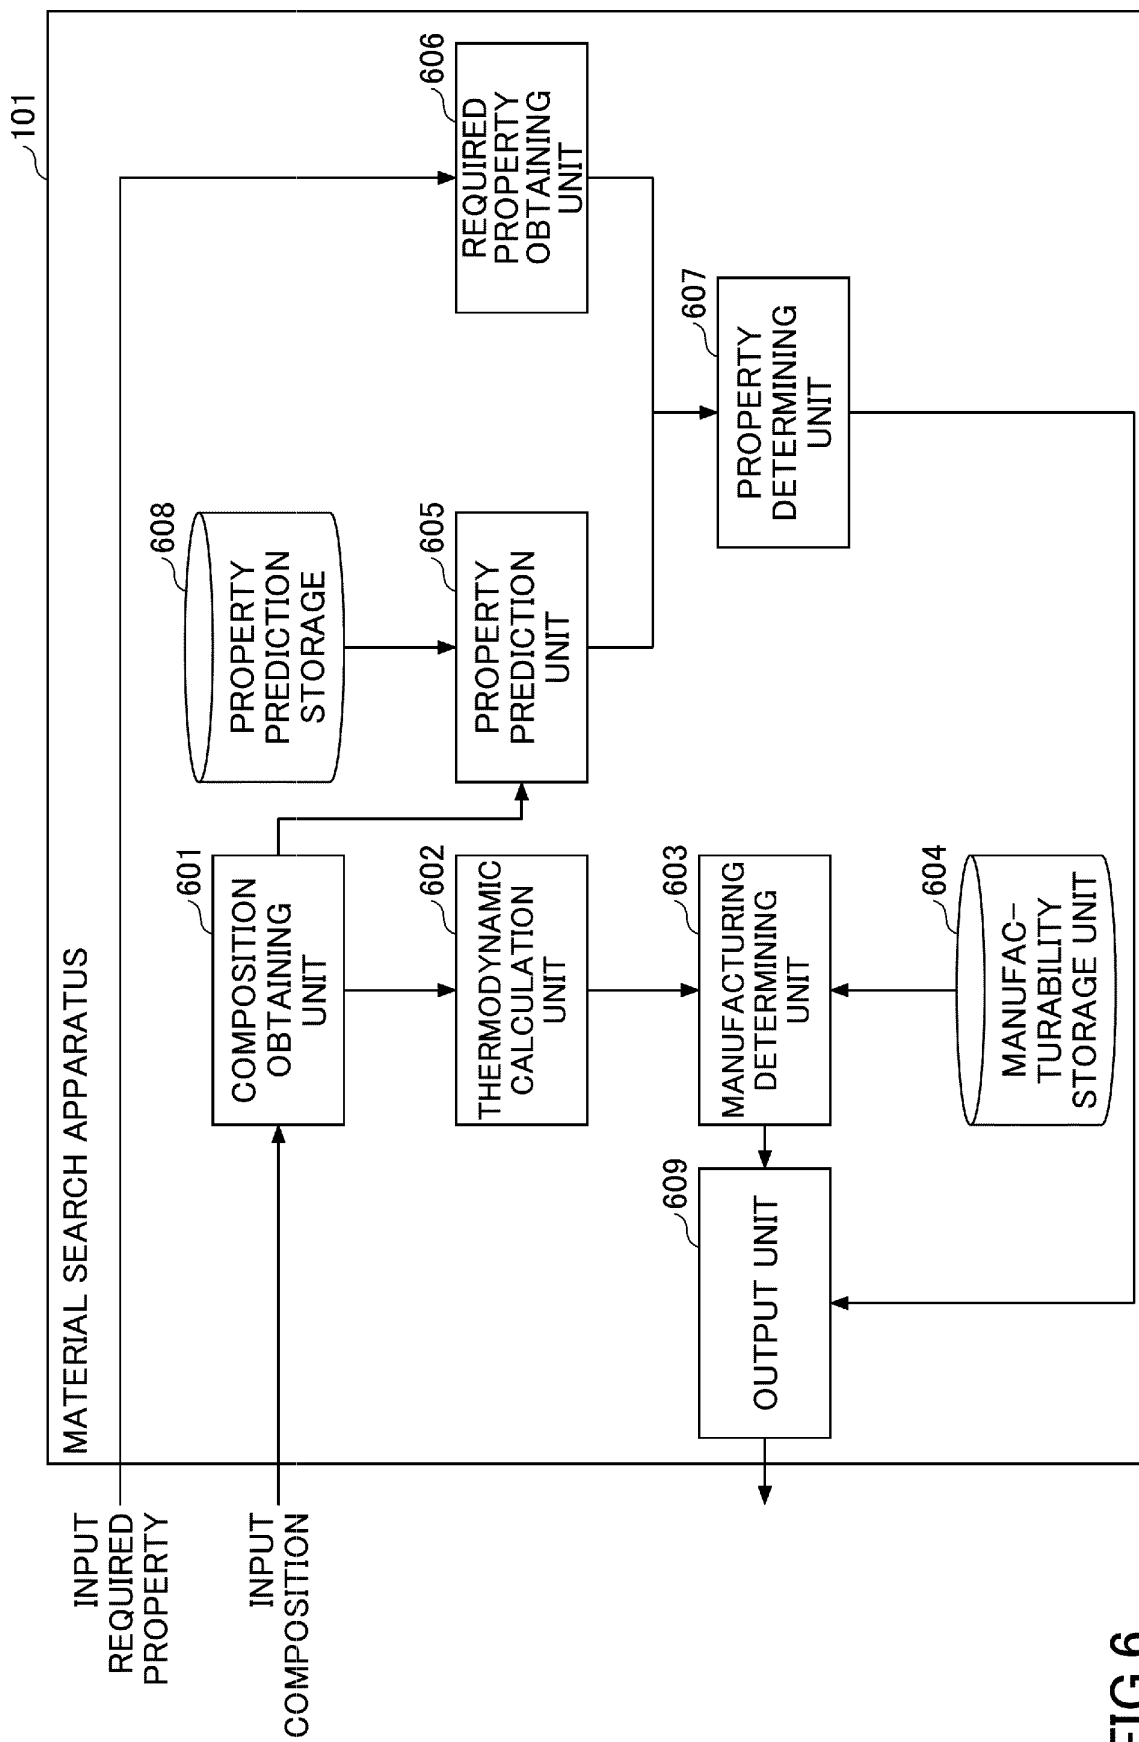 101
MATERIAL SEARCH APPARATUS
INPUT
REQUIRED
PROPERTY
INPUT
COMPOSITION
601
COMPOSITION
OBTAINING
UNIT
608
PROPERTY
PREDICTION
STORAGE
602
THERMODYNAMIC
CALCULATION
UNIT
605
PROPERTY
PREDICTION
UNIT
606
REQUIRED
PROPERTY
OBTAINING
UNIT
609
OUTPUT UNIT
603
MANUFACTURING
DETERMINING
UNIT
607
PROPERTY
DETERMINING
UNIT
604
MANUFAC-
TURABILITY
STORAGE UNIT
FIG.6